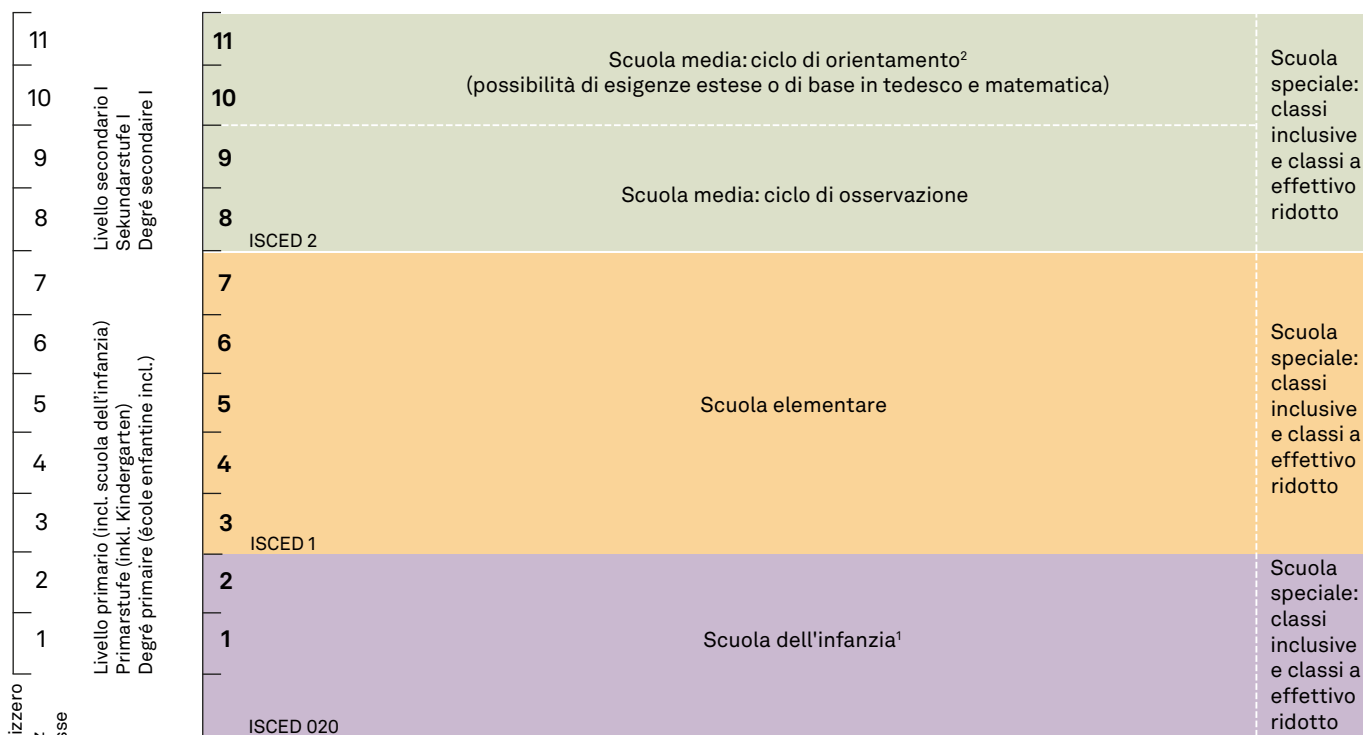 11
10
9
8
7
6
5
4
3
2
1
Livello secondario I
Sekundarstufe I
Degré secondaire I
Livello primario (incl. scuola dell'infanzia)
Primarstufe (inkl. Kindergarten)
Degré primaire (école enfantine incl.)
11
10
9
8
ISCED 2
7
6
5
4
3
ISCED 1
2
1
ISCED 020
Scuola media: ciclo di orientamento²
(possibilità di esigenze estese o di base in tedesco e matematica)
Scuola media: ciclo di osservazione
Scuola elementare
Scuola dell'infanzia¹
Scuola
speciale:
classi
inclusive
e classi a
effettivo
ridotto
Scuola
speciale:
classi
inclusive
e classi a
effettivo
ridotto
Scuola
speciale:
classi
inclusive
e classi a
effettivo
ridotto